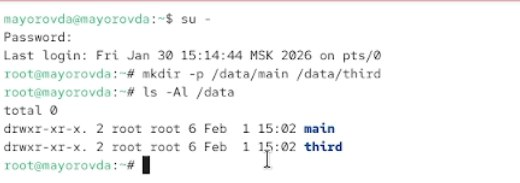 mayorovda@mayorovda:~$ su -
Password:
Last login: Fri Jan 30 15:14:44 MSK 2026 on pts/0
root@mayorovda:~# mkdir -p /data/main /data/third
root@mayorovda:~# ls -Al /data
total 0
drwxr-xr-x. 2 root root 6 Feb  1 15:02 main
drwxr-xr-x. 2 root root 6 Feb  1 15:02 third
root@mayorovda:~#